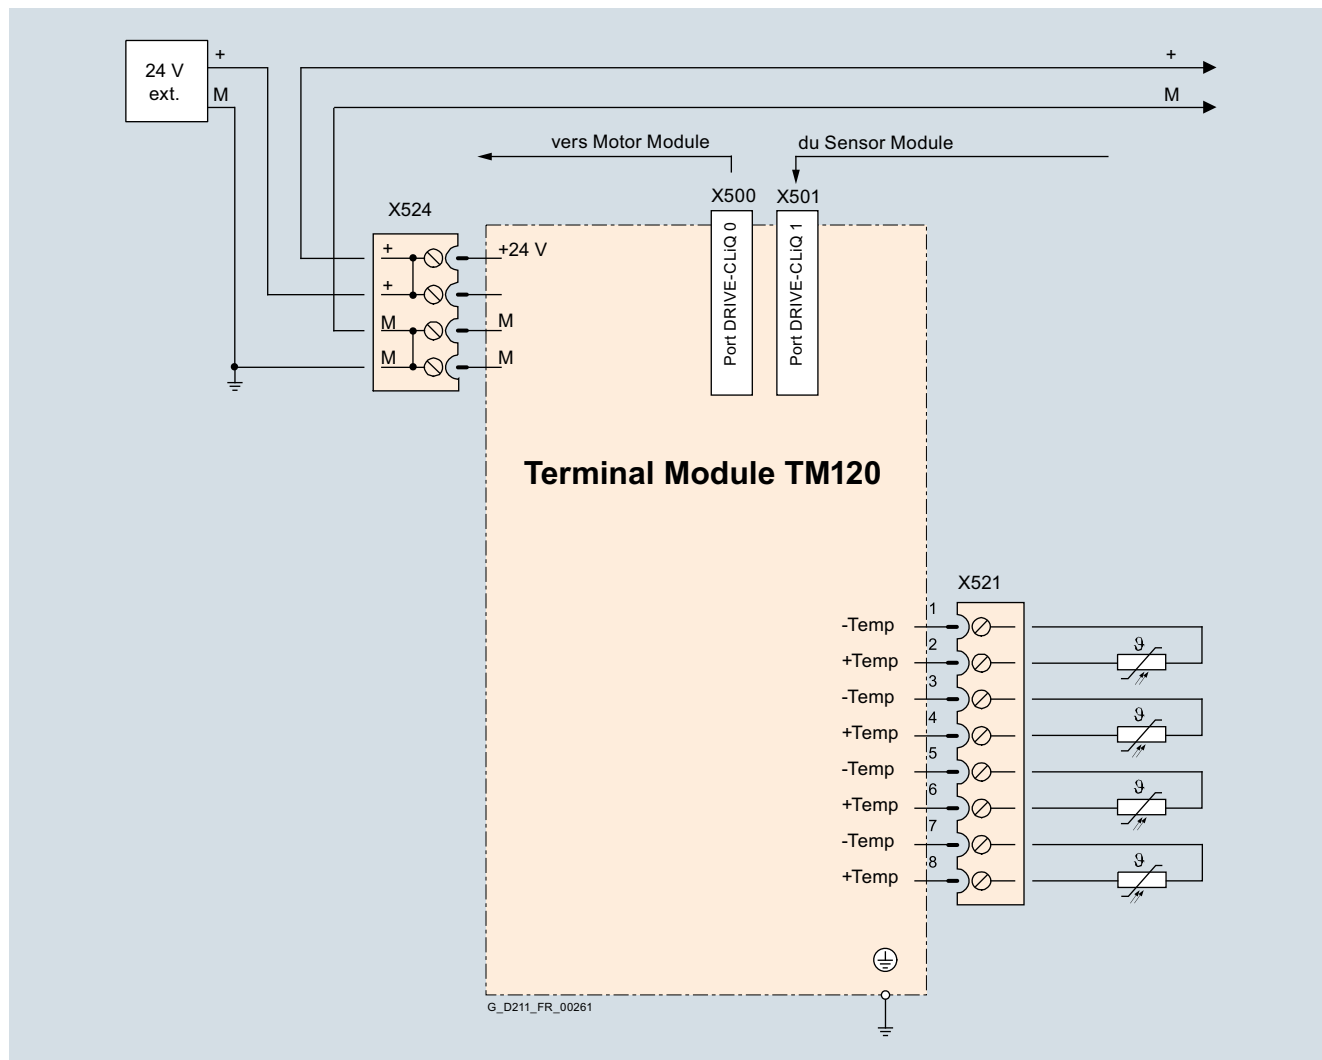 +
+
24 V
ext.
M
M
vers Motor Module
du Sensor Module
X500
X501
X524
+
+24 V
+
M
M
M
M
Port DRIVE-CLiQ 0
Port DRIVE-CLiQ 1
Terminal Module TM120
X521
1
-Temp
2
+Temp
ϑ
3
-Temp
4
+Temp
ϑ
5
-Temp
6
+Temp
ϑ
7
-Temp
8
+Temp
ϑ
G_D211_FR_00261